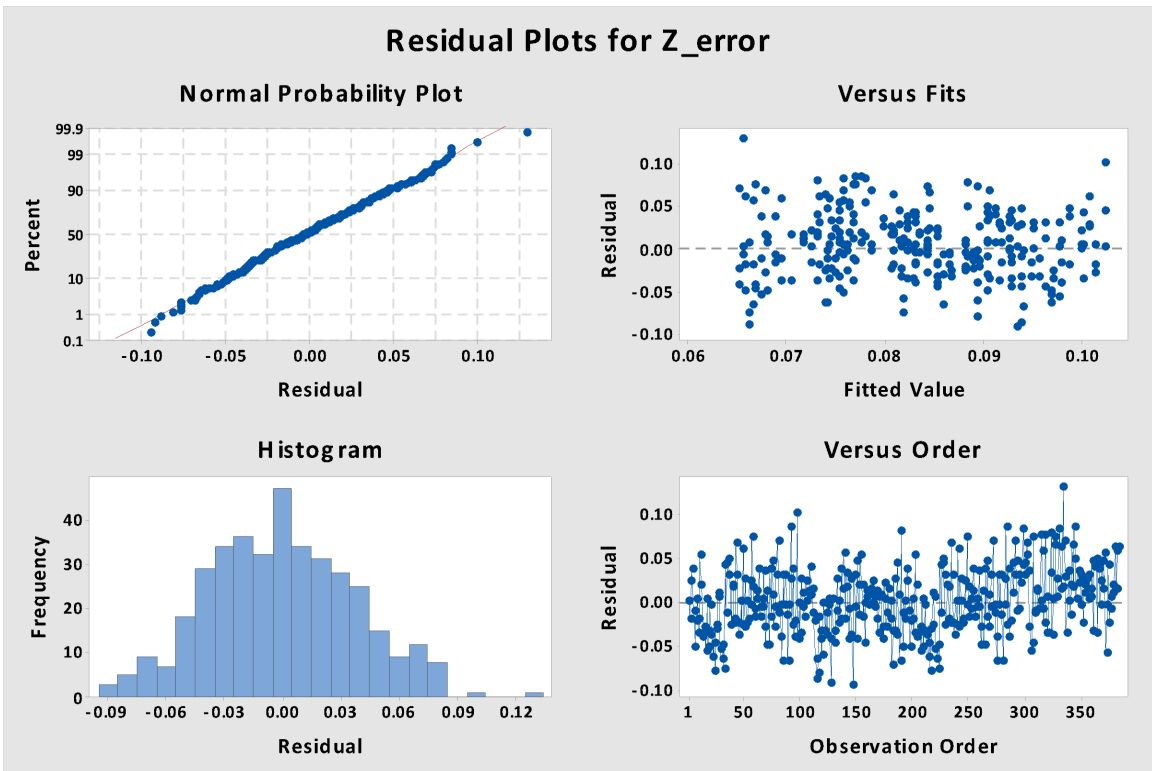 Residual Plots for Z_error
Normal Probability Plot
99.9
99
90
50
10
1
0.1
Percent
-0.10 -0.05 0.00 0.05 0.10
Residual
Versus Fits
0.10
0.05
0.00
-0.05
-0.10
Residual
0.06 0.07 0.08 0.09 0.10
Fitted Value
Histogram
40
30
20
10
0
Frequency
-0.09 -0.06 -0.03 0.00 0.03 0.06 0.09 0.12
Residual
Versus Order
0.10
0.05
0.00
-0.05
-0.10
Residual
1 50 100 150 200 250 300 350
Observation Order